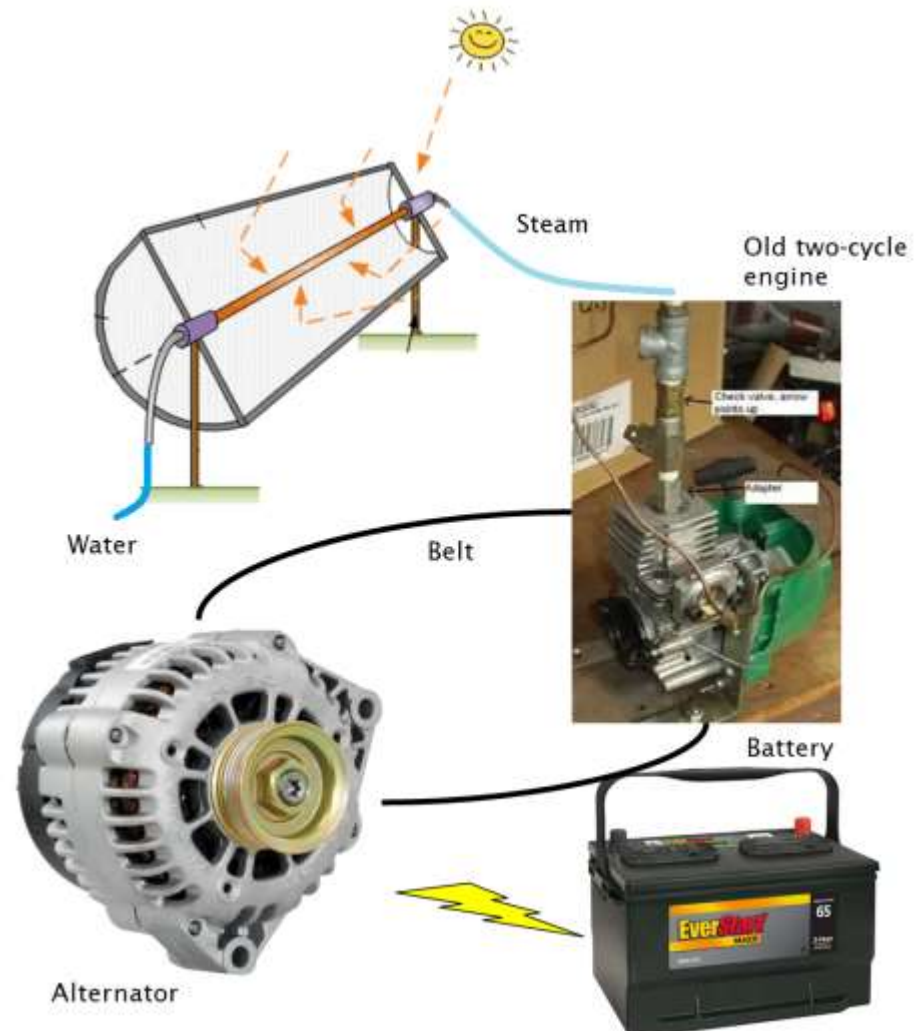 Steam
Old two-cycle
engine
Check valve, arrow
points up
Adapter
Water
Belt
Battery
EverStart
65
Alternator